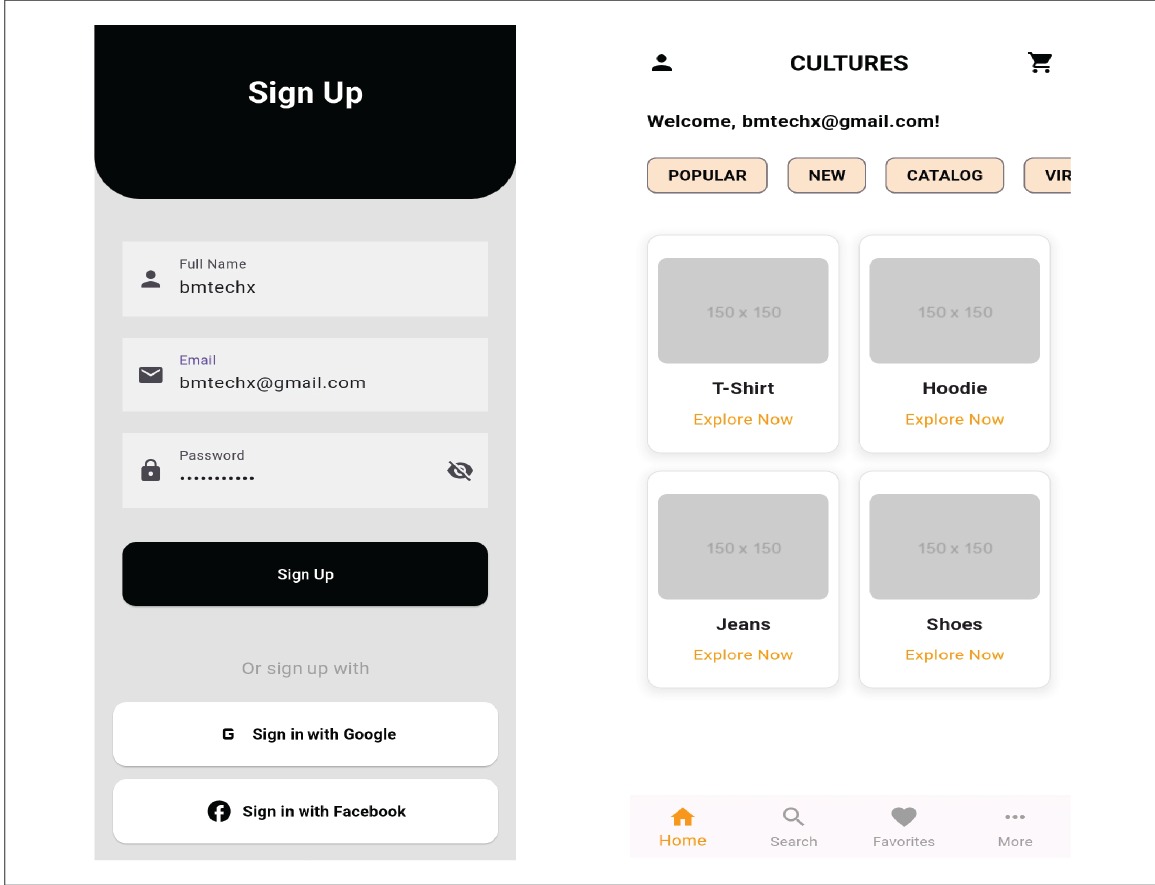 Sign Up
Full Name
bmtechx
Email
bmtechx@gmail.com
Password
•••••••••••
Sign Up
Or sign up with
G Sign in with Google
Sign in with Facebook
CULTURES
Welcome, bmtechx@gmail.com!
POPULAR NEW CATALOG VIR
150 x 150 150 x 150
T-Shirt Hoodie
Explore Now Explore Now
150 x 150 150 x 150
Jeans Shoes
Explore Now Explore Now
Home Search Favorites More